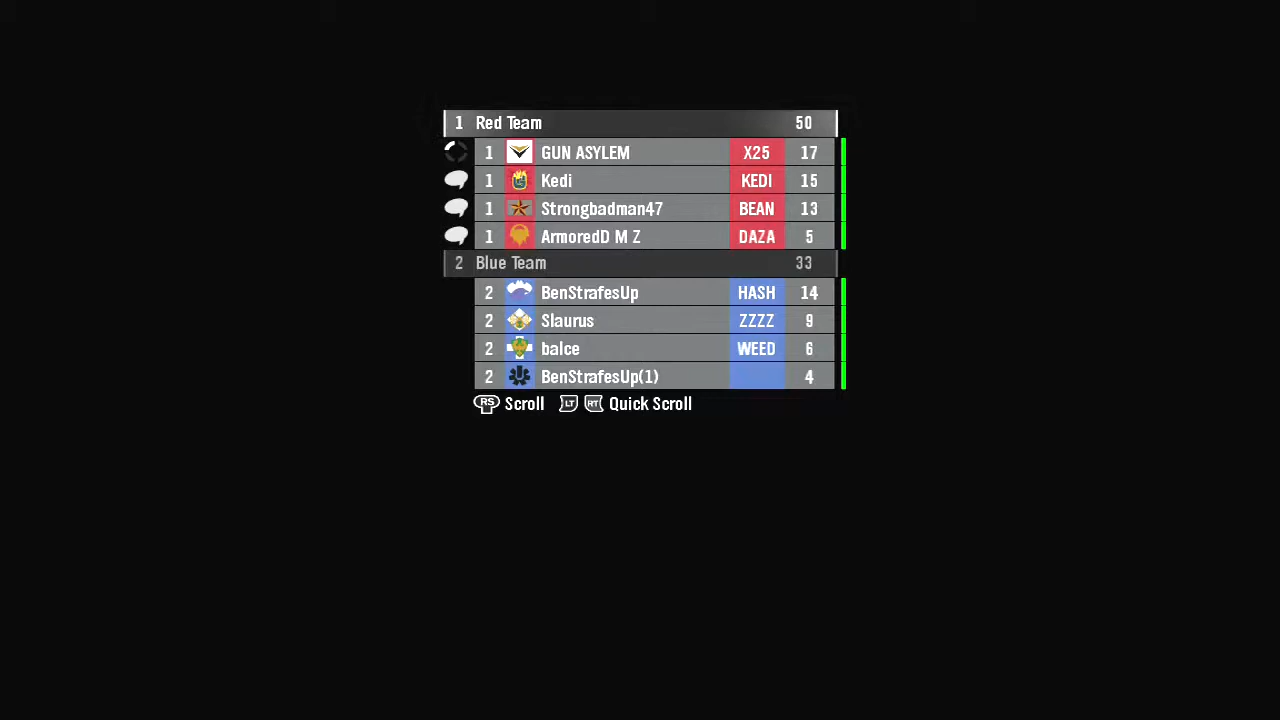 1 Red Team 50
1 GUN ASYLEM X25 17
1 Kedi KEDI 15
1 Strongbadman47 BEAN 13
1 ArmoredD M Z DAZA 5
2 Blue Team 33
2 BenStrafesUp HASH 14
2 Slaurus ZZZZ 9
2 balce WEED 6
2 BenStrafesUp(1) 4
RS Scroll LT RT Quick Scroll